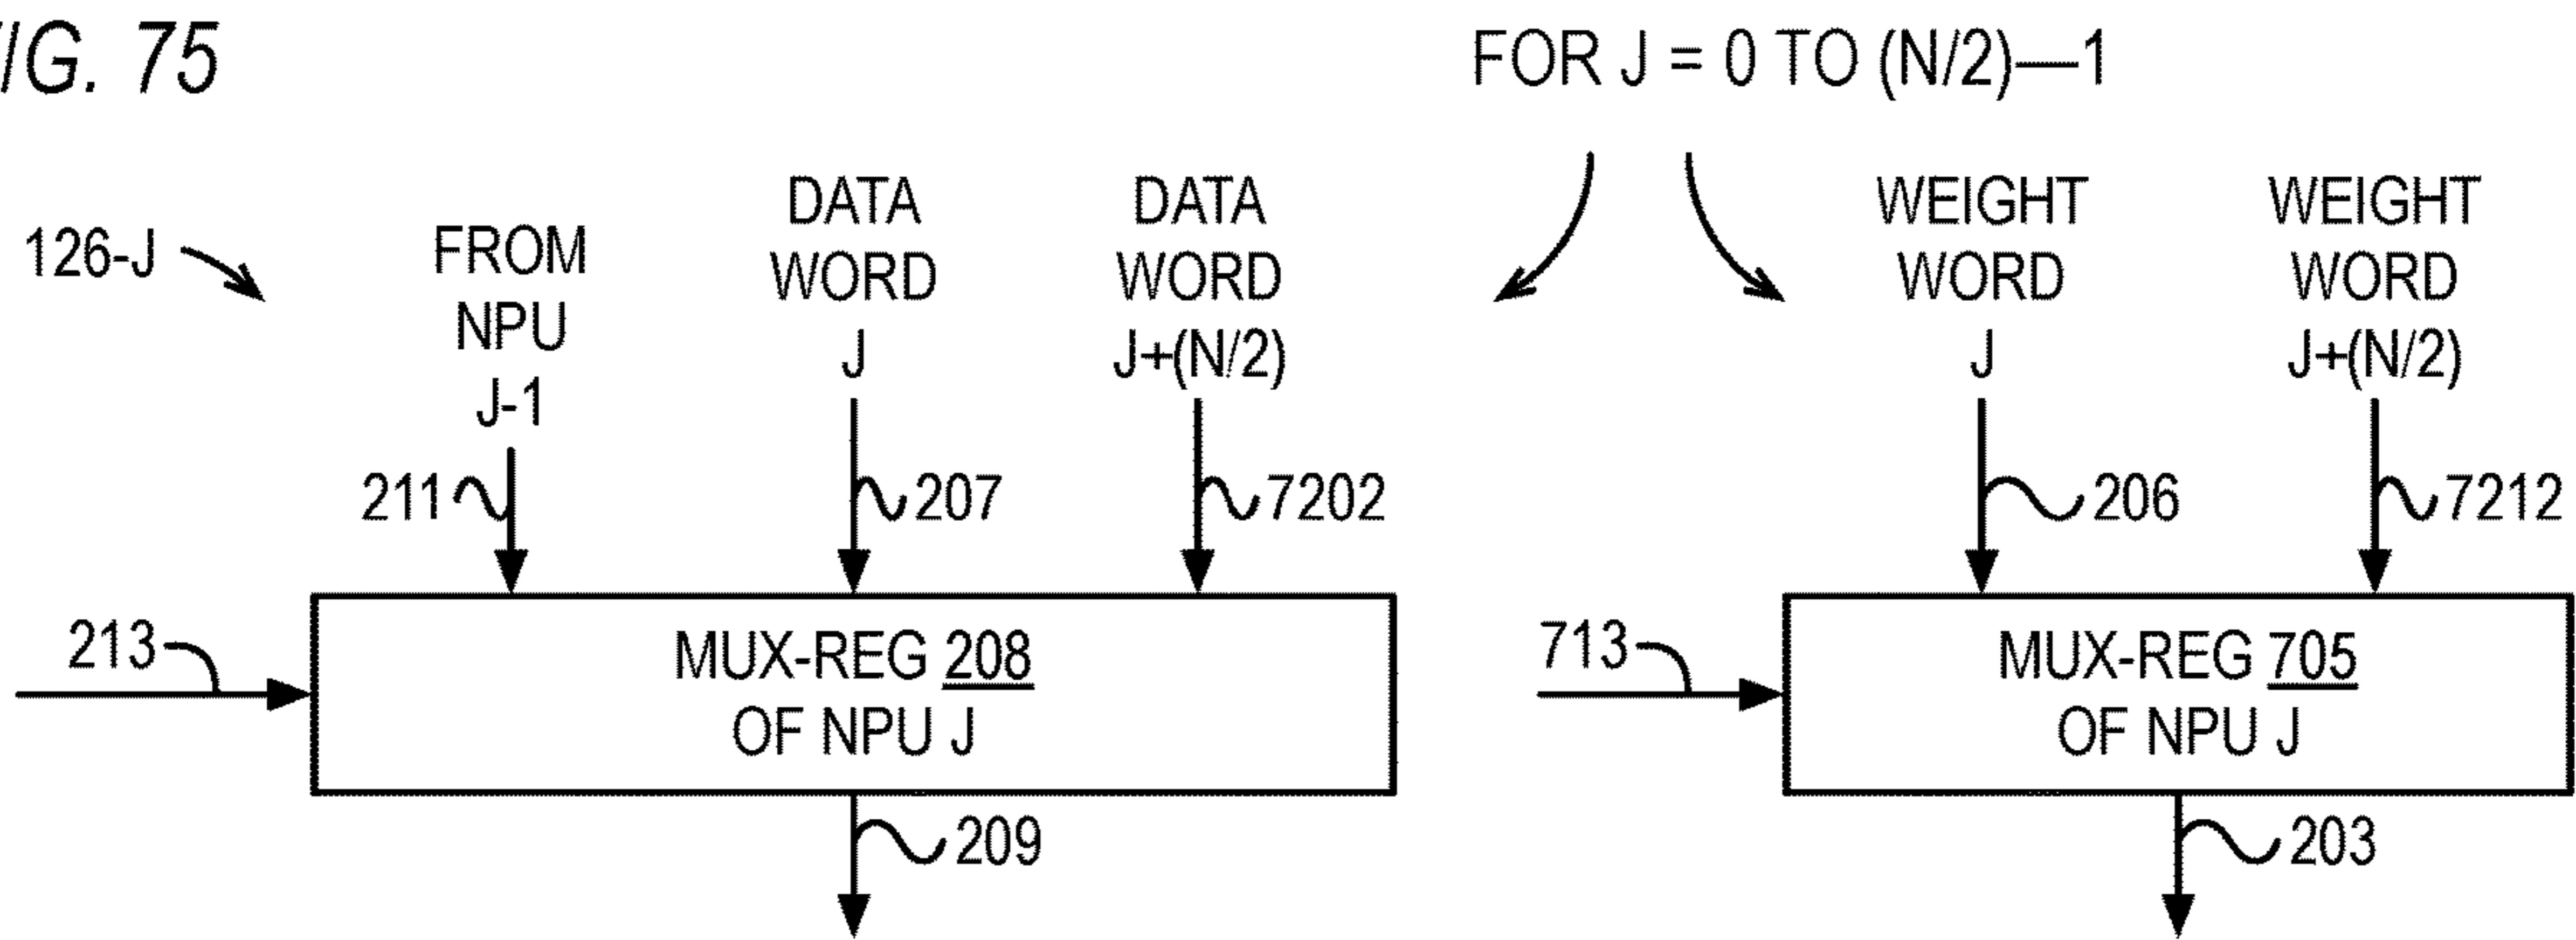 IG. 75
FOR J = 0 TO (N/2)—1
126-J
FROM
NPU
J-1
DATA
WORD
J
DATA
WORD
J+(N/2)
WEIGHT
WORD
J
WEIGHT
WORD
J+(N/2)
211
207
7202
206
7212
213
MUX-REG 208
OF NPU J
713
MUX-REG 705
OF NPU J
209
203